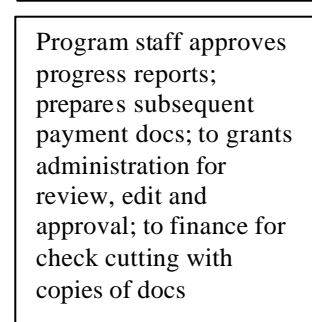 Program staff approves
progress reports;
prepares subsequent
payment docs; to grants
administration for
review, edit and
approval; to finance for
check cutting with
copies of docs